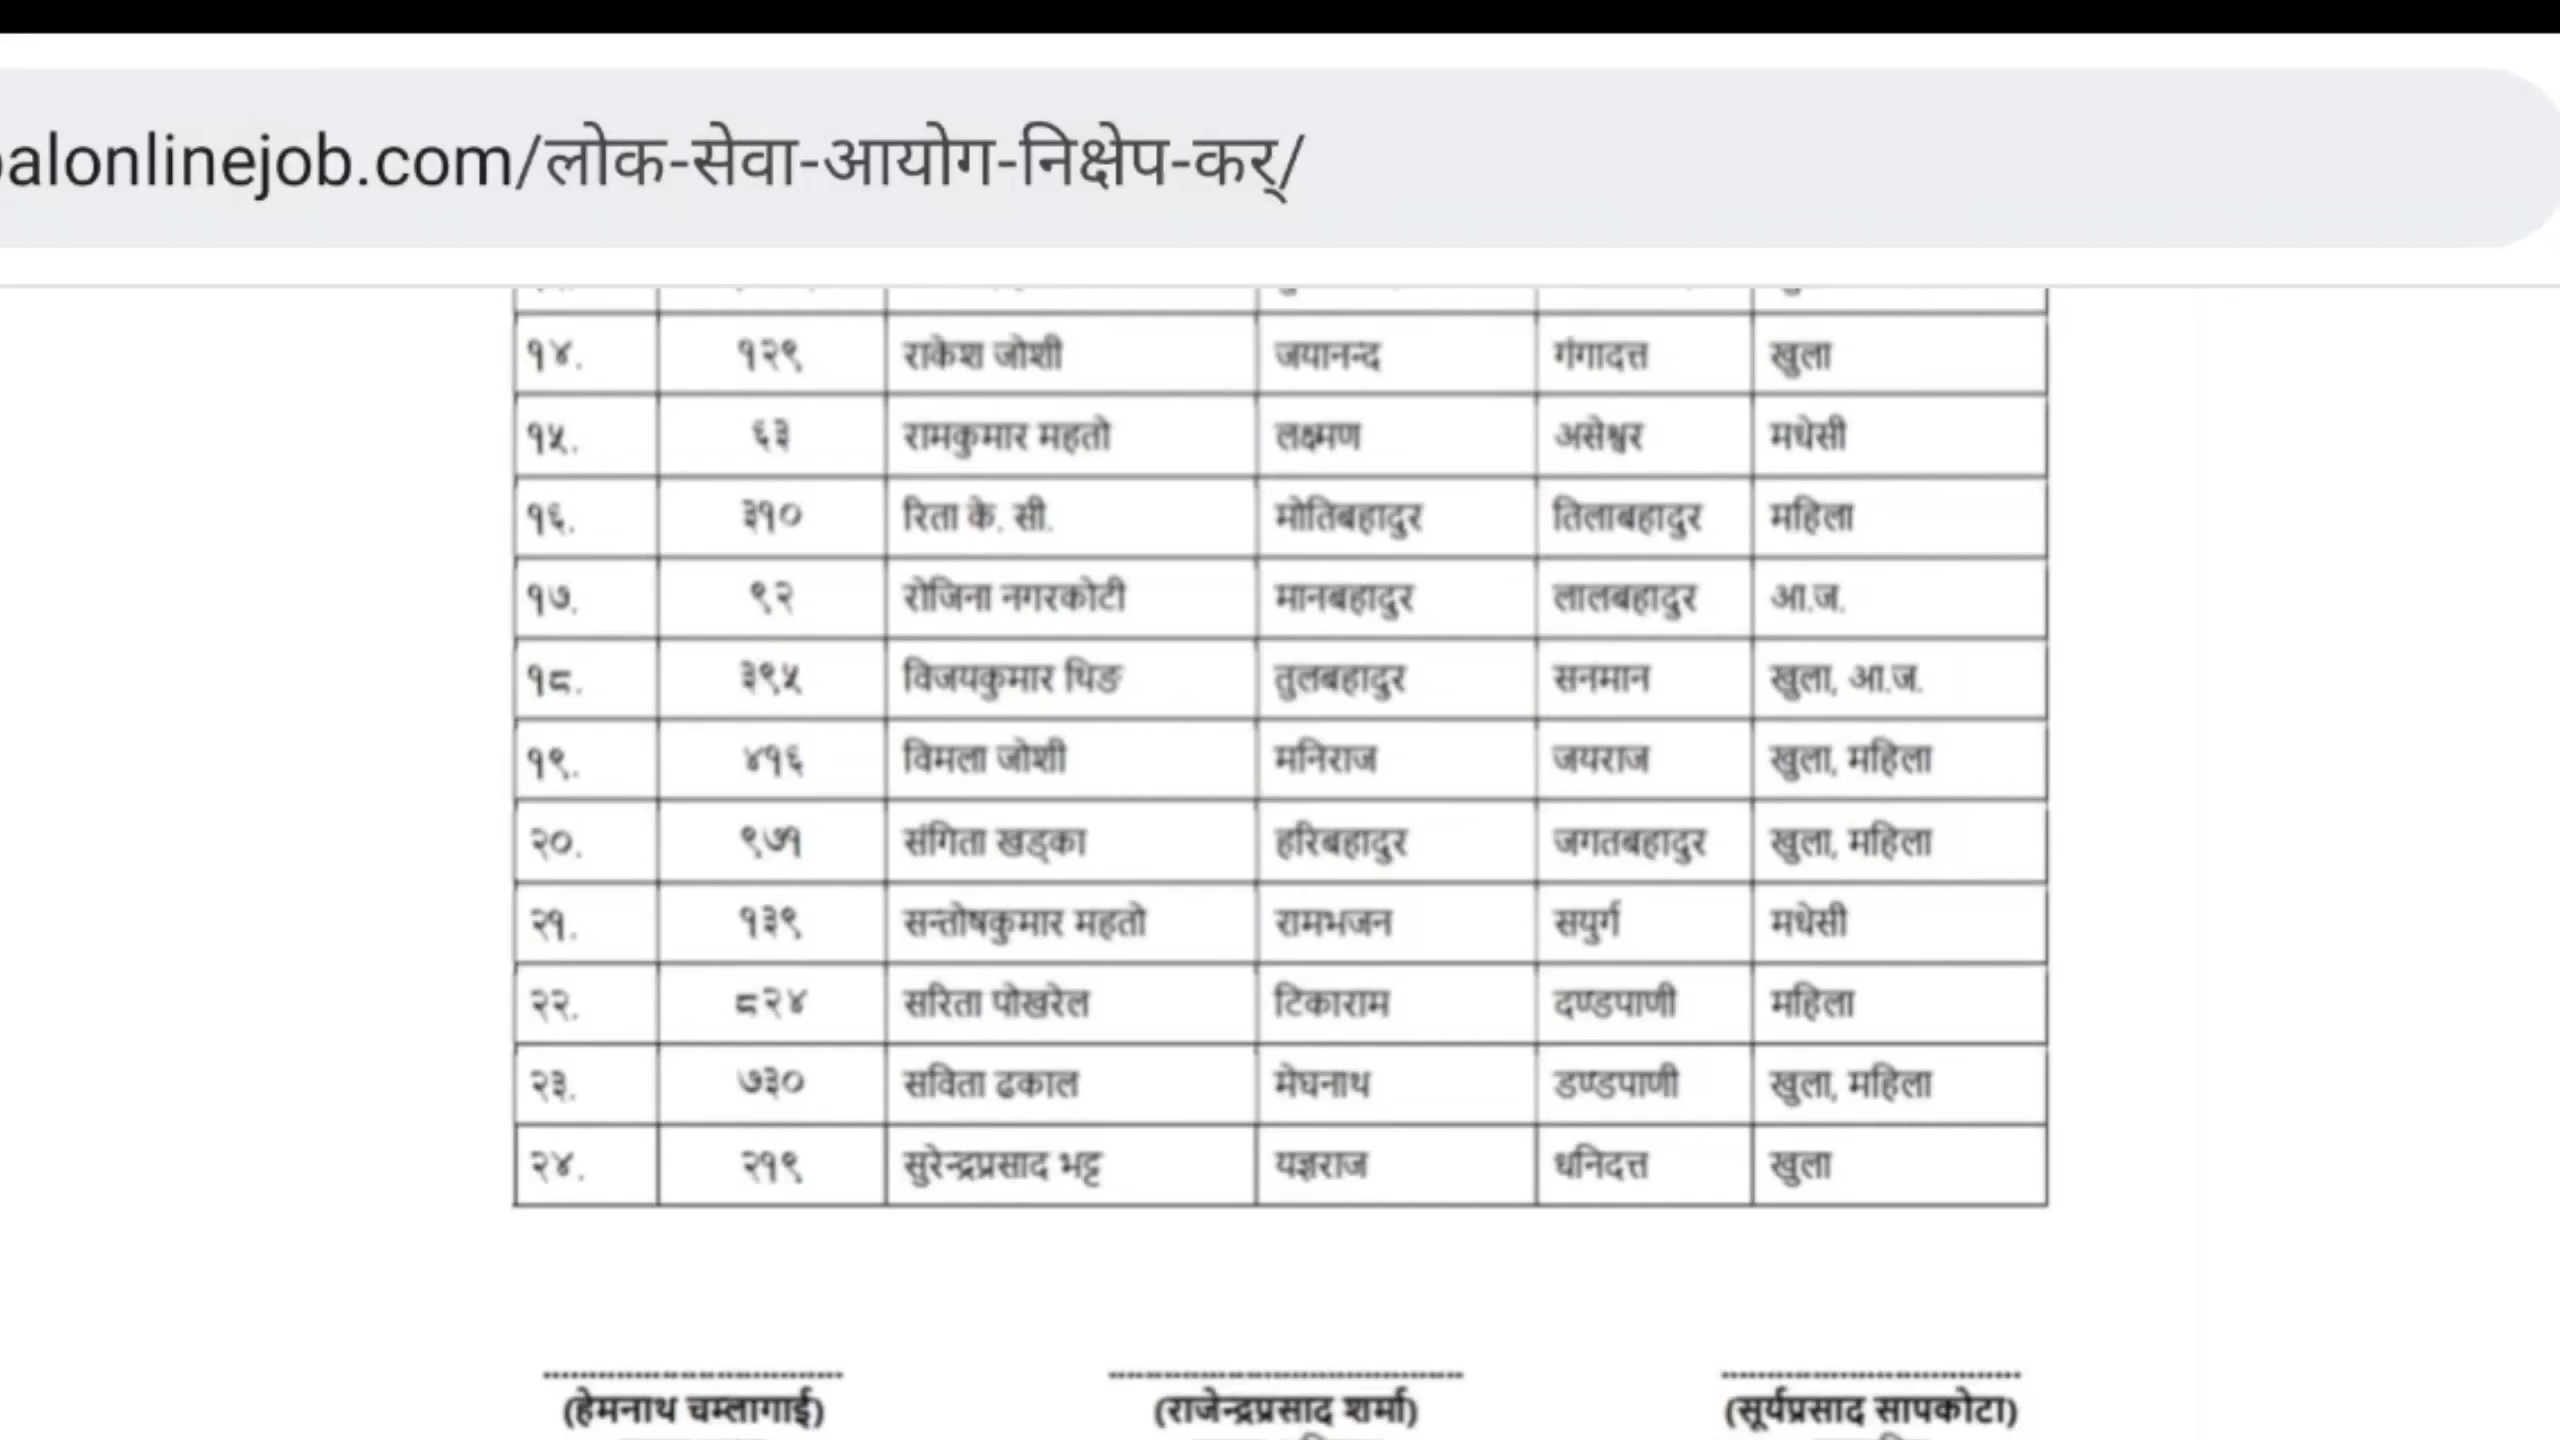 alonlinejob.com/लोक-सेवा-आयोग-निक्षेप-कर्/
१४. १२९ राकेश जोशी जयानन्द गंगादत्त खुला
१५. ६३ रामकुमार महतो लक्ष्मण असेश्वर मधेसी
१६. ३१० रिता के. सी. मोतिबहादुर तिलाबहादुर महिला
१७. ९२ रोजिना नगरकोटी मानबहादुर लालबहादुर आ.ज.
१८. ३९५ विजयकुमार थिङ तुलबहादुर सनमान खुला, आ.ज.
१९. ४१६ विमला जोशी मनिराज जयराज खुला, महिला
२०. ९७१ संगिता खड्का हरिबहादुर जगतबहादुर खुला, महिला
२१. १३९ सन्तोषकुमार महतो रामभजन सयुर्ग मधेसी
२२. ८२४ सरिता पोखरेल टिकाराम दण्डपाणी महिला
२३. ७३० सविता ढकाल मेघनाथ डण्डपाणी खुला, महिला
२४. २१९ सुरेन्द्रप्रसाद भट्ट यज्ञराज धनिदत्त खुला
(हेमनाथ चम्लागाई) (राजेन्द्रप्रसाद शर्मा) (सूर्यप्रसाद सापकोटा)